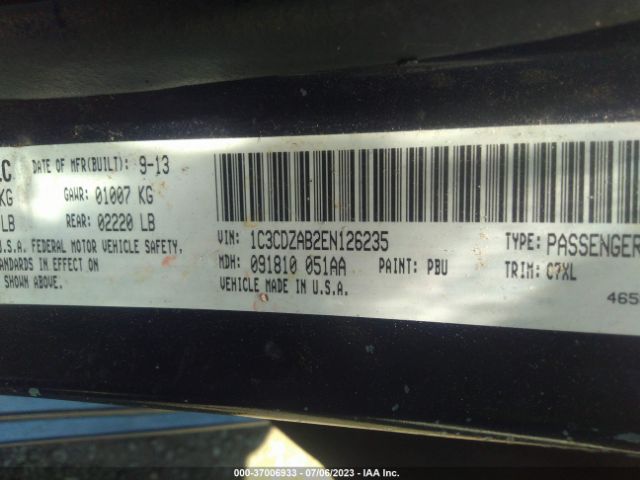 LC DATE OF MFR(BUILT): 9-13
KG GAWR: 01007 KG
LB REAR: 02220 LB
U.S.A. FEDERAL MOTOR VEHICLE SAFETY,
TANDARDS IN EFFECT ON
SHOWN ABOVE.
VIN: 1C3CDZAB2EN126235 TYPE: PASSENGER
MDH: 091810 051AA PAINT: PBU TRIM: C7XL
VEHICLE MADE IN U.S.A.
465
000-37006933 - 07/06/2023 - IAA Inc.